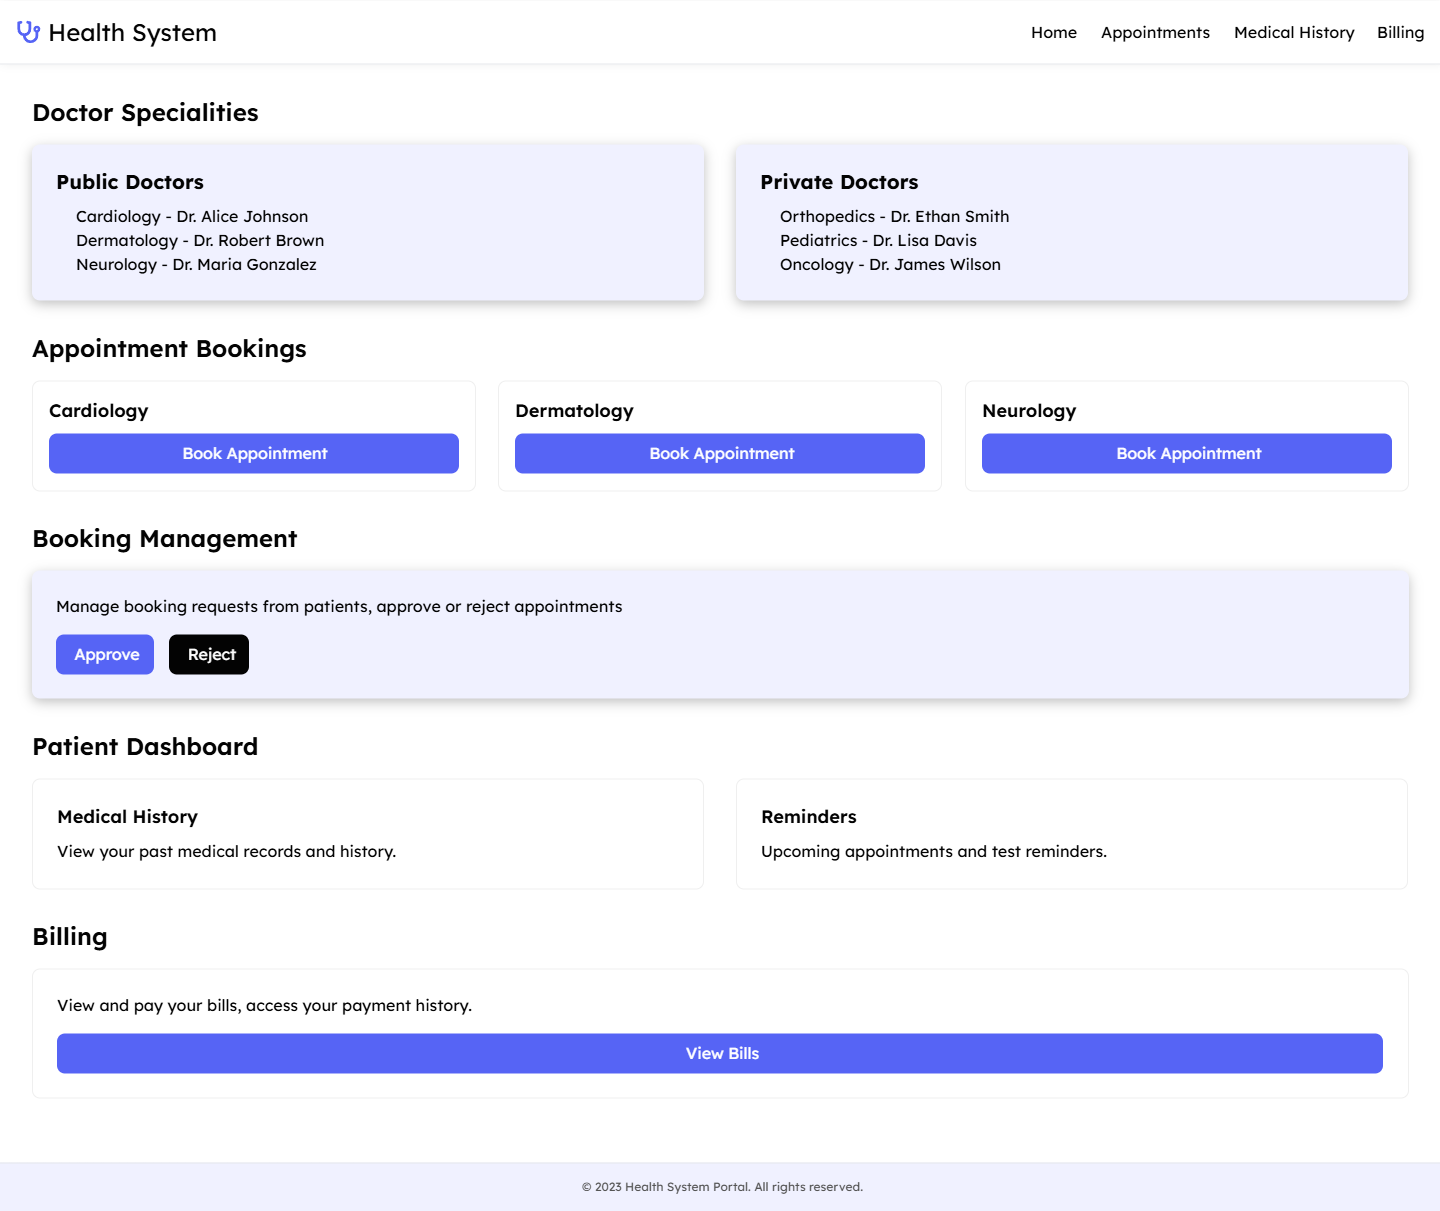 Health System
Home Appointments Medical History Billing
Doctor Specialities
Public Doctors
Cardiology - Dr. Alice Johnson
Dermatology - Dr. Robert Brown
Neurology - Dr. Maria Gonzalez
Private Doctors
Orthopedics - Dr. Ethan Smith
Pediatrics - Dr. Lisa Davis
Oncology - Dr. James Wilson
Appointment Bookings
Cardiology
Book Appointment
Dermatology
Book Appointment
Neurology
Book Appointment
Booking Management
Manage booking requests from patients, approve or reject appointments
Approve Reject
Patient Dashboard
Medical History
View your past medical records and history.
Reminders
Upcoming appointments and test reminders.
Billing
View and pay your bills, access your payment history.
View Bills
© 2023 Health System Portal. All rights reserved.